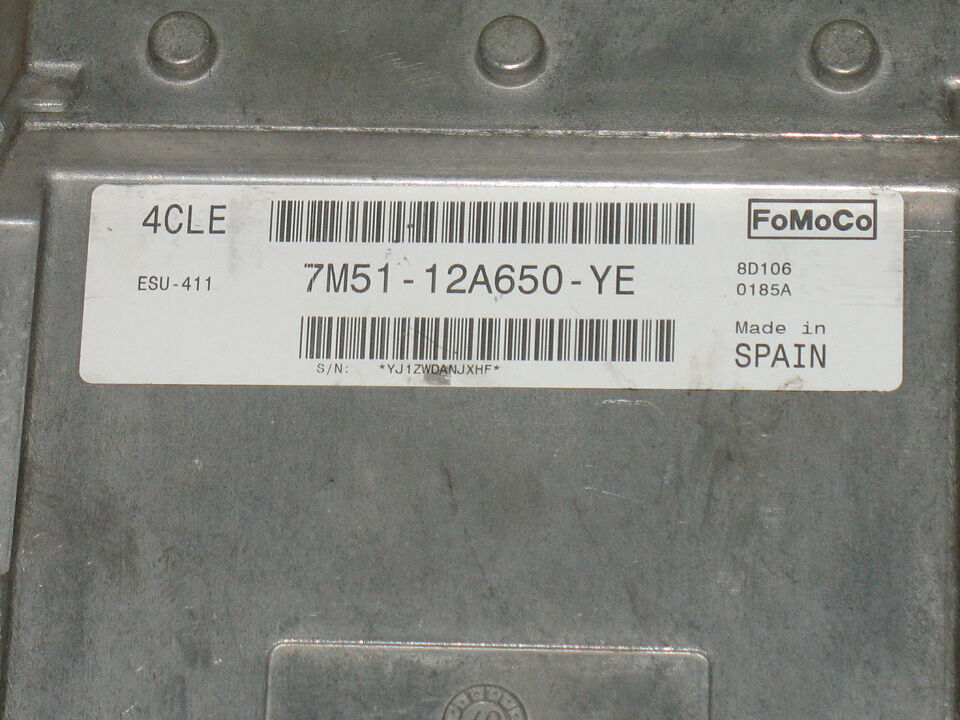 4CLE
FoMoCo
ESU-411
7M51-12A650-YE
8D106
0185A
Made in
SPAIN
S/N: *YJ1ZWDANJXHF*